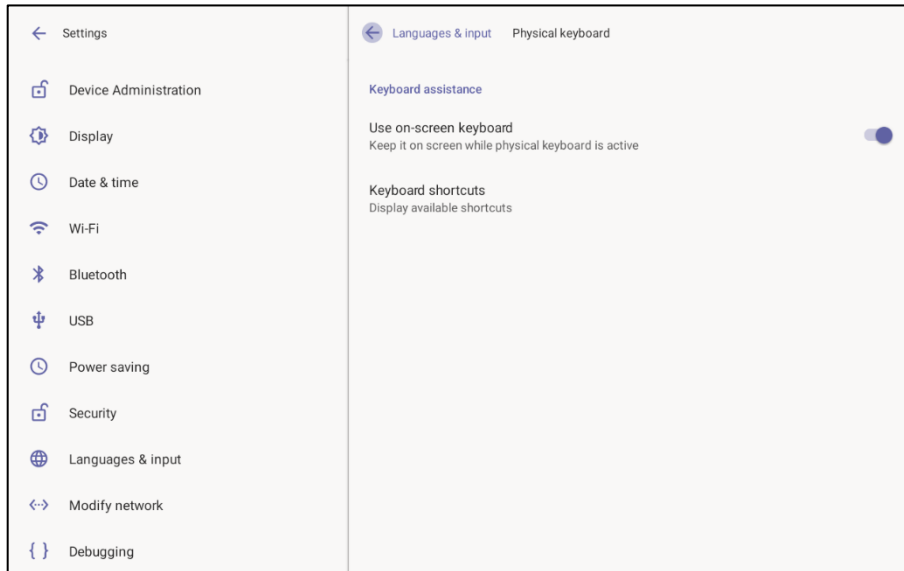 Settings
Device Administration
Display
Date & time
Wi-Fi
Bluetooth
USB
Power saving
Security
Languages & input
Modify network
Debugging
Languages & input Physical keyboard
Keyboard assistance
Use on-screen keyboard
Keep it on screen while physical keyboard is active
Keyboard shortcuts
Display available shortcuts